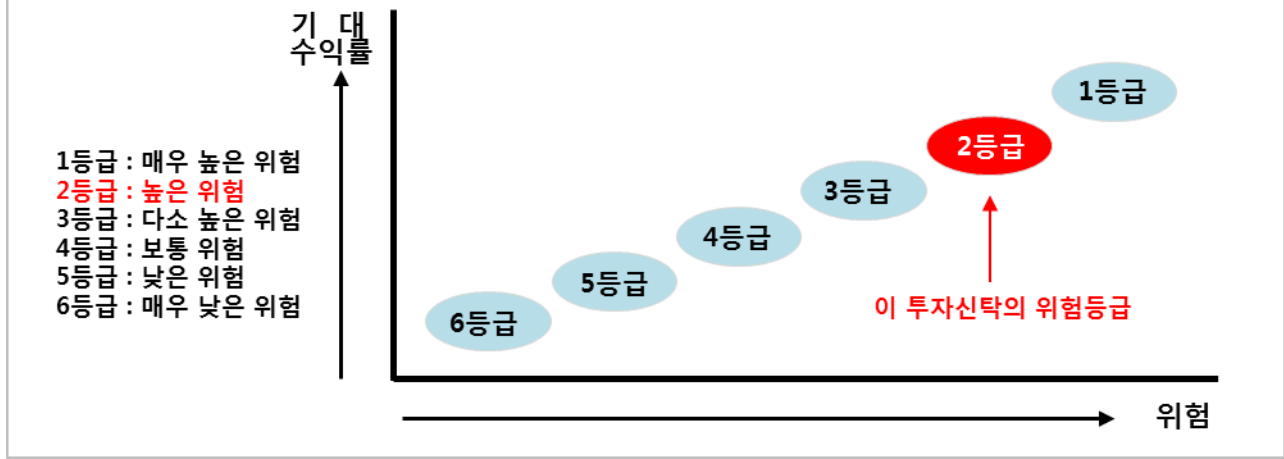 기 대
수익률
1등급 : 매우 높은 위험
2등급 : 높은 위험
3등급 : 다소 높은 위험
4등급 : 보통 위험
5등급 : 낮은 위험
6등급 : 매우 낮은 위험
1등급
2등급
3등급
4등급
5등급
6등급
이 투자신탁의 위험등급
위험